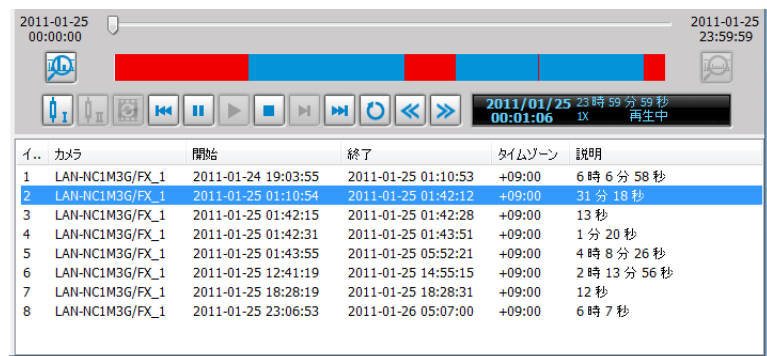 2011-01-25 2011-01-25
00:00:00 23:59:59
I II 2011/01/25 23 時 59 分 59 秒
00:01:06 1X 再生中
イ.. カメラ 開始 終了 タイムゾーン 説明
1 LAN-NC1M3G/FX_1 2011-01-24 19:03:55 2011-01-25 01:10:53 +09:00 6 時 6 分 58 秒
2 LAN-NC1M3G/FX_1 2011-01-25 01:10:54 2011-01-25 01:42:12 +09:00 31 分 18 秒
3 LAN-NC1M3G/FX_1 2011-01-25 01:42:15 2011-01-25 01:42:28 +09:00 13 秒
4 LAN-NC1M3G/FX_1 2011-01-25 01:42:31 2011-01-25 01:43:51 +09:00 1 分 20 秒
5 LAN-NC1M3G/FX_1 2011-01-25 01:43:55 2011-01-25 05:52:21 +09:00 4 時 8 分 26 秒
6 LAN-NC1M3G/FX_1 2011-01-25 12:41:19 2011-01-25 14:55:15 +09:00 2 時 13 分 56 秒
7 LAN-NC1M3G/FX_1 2011-01-25 18:28:19 2011-01-25 18:28:31 +09:00 12 秒
8 LAN-NC1M3G/FX_1 2011-01-25 23:06:53 2011-01-26 05:07:00 +09:00 6 時 7 秒